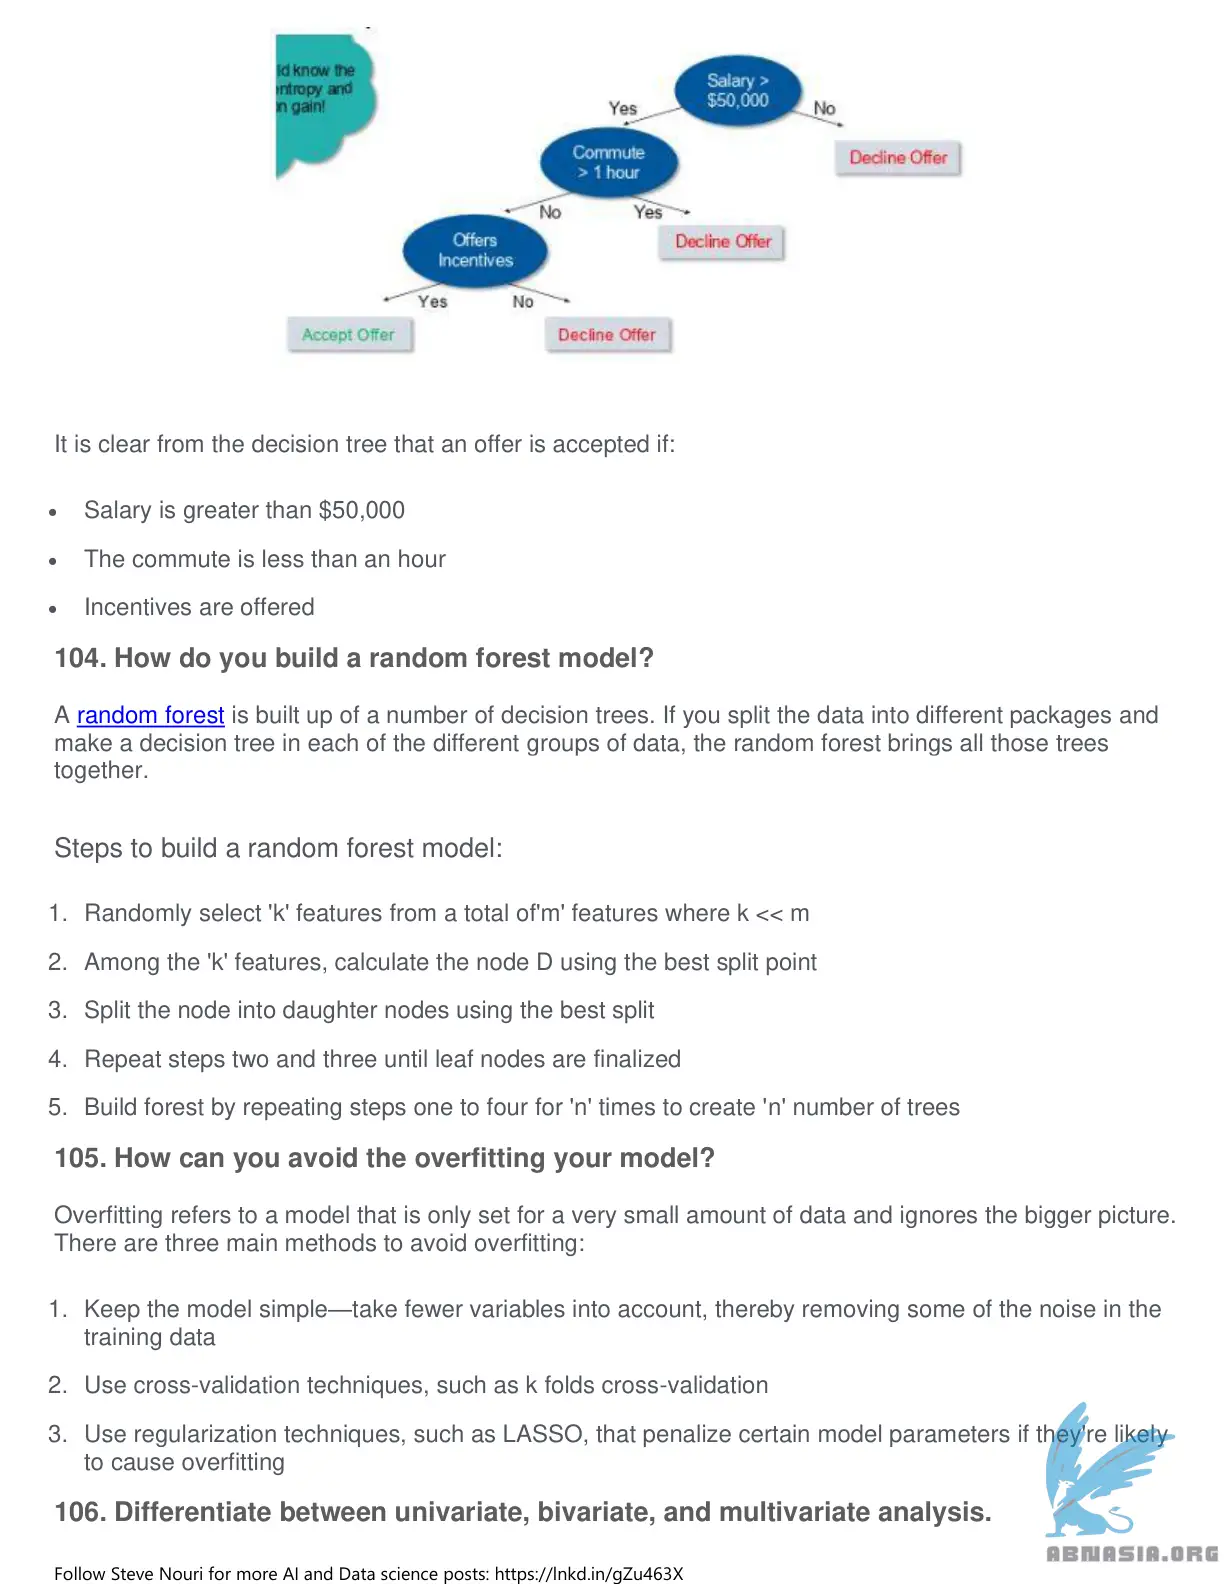 ld know the
ntropy and
n gain!
Salary >
$50,000
Yes
No
Commute
> 1 hour
Decline Offer
No
Yes
Offers
Incentives
Decline Offer
Yes
No
Accept Offer
Decline Offer
It is clear from the decision tree that an offer is accepted if:
• Salary is greater than $50,000
• The commute is less than an hour
• Incentives are offered
104. How do you build a random forest model?
A random forest is built up of a number of decision trees. If you split the data into different packages and
make a decision tree in each of the different groups of data, the random forest brings all those trees
together.
Steps to build a random forest model:
1. Randomly select 'k' features from a total of'm' features where k << m
2. Among the 'k' features, calculate the node D using the best split point
3. Split the node into daughter nodes using the best split
4. Repeat steps two and three until leaf nodes are finalized
5. Build forest by repeating steps one to four for 'n' times to create 'n' number of trees
105. How can you avoid the overfitting your model?
Overfitting refers to a model that is only set for a very small amount of data and ignores the bigger picture.
There are three main methods to avoid overfitting:
1. Keep the model simple—take fewer variables into account, thereby removing some of the noise in the
training data
2. Use cross-validation techniques, such as k folds cross-validation
3. Use regularization techniques, such as LASSO, that penalize certain model parameters if they're likely
to cause overfitting
106. Differentiate between univariate, bivariate, and multivariate analysis.
ABNASIA.ORG
Follow Steve Nouri for more AI and Data science posts: https://lnkd.in/gZu463X